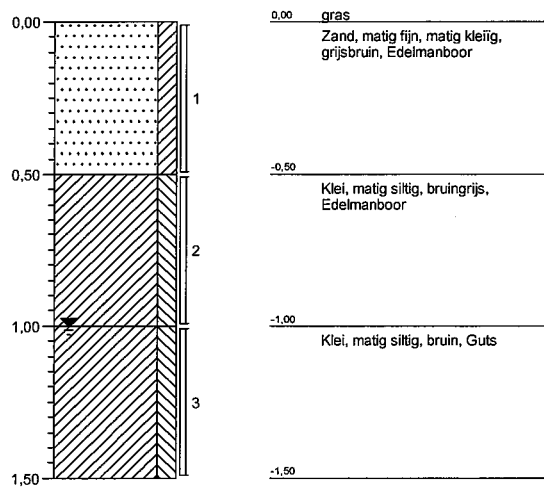 0,00
0,50
1,00
1,50
1
2
3
0,00 gras
Zand, matig fijn, matig kleiïg,
grijsbruin, Edelmanboor
-0,50
Klei, matig siltig, bruingrijs,
Edelmanboor
-1,00
Klei, matig siltig, bruin, Guts
-1,50